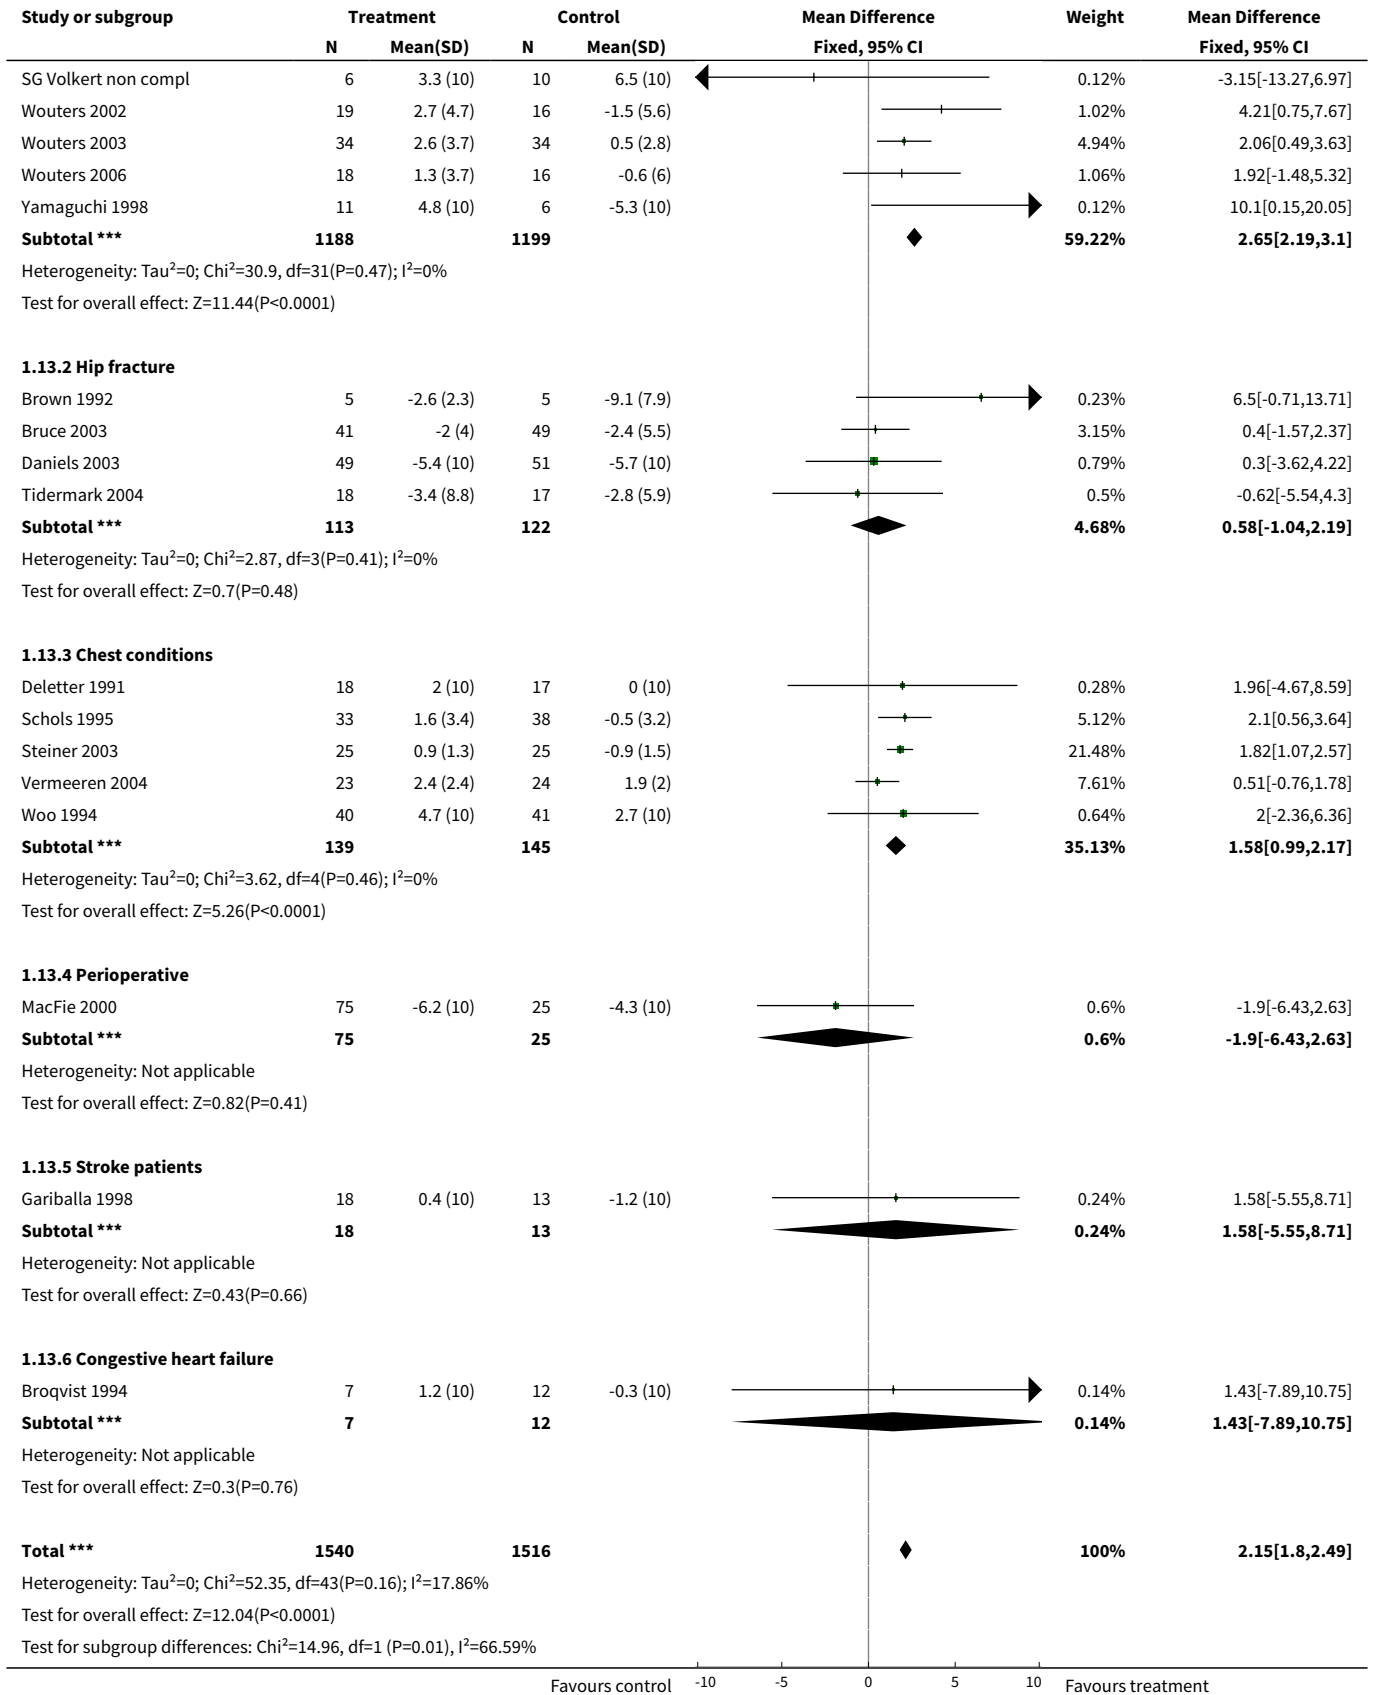 Study or subgroup Treatment Control Mean Difference Weight Mean Difference
N Mean(SD) N Mean(SD) Fixed, 95% CI Fixed, 95% CI
SG Volkert non compl 6 3.3 (10) 10 6.5 (10) 0.12% -3.15[-13.27,6.97]
Wouters 2002 19 2.7 (4.7) 16 -1.5 (5.6) 1.02% 4.21[0.75,7.67]
Wouters 2003 34 2.6 (3.7) 34 0.5 (2.8) 4.94% 2.06[0.49,3.63]
Wouters 2006 18 1.3 (3.7) 16 -0.6 (6) 1.06% 1.92[-1.48,5.32]
Yamaguchi 1998 11 4.8 (10) 6 -5.3 (10) 0.12% 10.1[0.15,20.05]
Subtotal *** 1188 1199 59.22% 2.65[2.19,3.1]
Heterogeneity: Tau²=0; Chi²=30.9, df=31(P=0.47); I²=0%
Test for overall effect: Z=11.44(P<0.0001)
1.13.2 Hip fracture
Brown 1992 5 -2.6 (2.3) 5 -9.1 (7.9) 0.23% 6.5[-0.71,13.71]
Bruce 2003 41 -2 (4) 49 -2.4 (5.5) 3.15% 0.4[-1.57,2.37]
Daniels 2003 49 -5.4 (10) 51 -5.7 (10) 0.79% 0.3[-3.62,4.22]
Tidermark 2004 18 -3.4 (8.8) 17 -2.8 (5.9) 0.5% -0.62[-5.54,4.3]
Subtotal *** 113 122 4.68% 0.58[-1.04,2.19]
Heterogeneity: Tau²=0; Chi²=2.87, df=3(P=0.41); I²=0%
Test for overall effect: Z=0.7(P=0.48)
1.13.3 Chest conditions
Deletter 1991 18 2 (10) 17 0 (10) 0.28% 1.96[-4.67,8.59]
Schols 1995 33 1.6 (3.4) 38 -0.5 (3.2) 5.12% 2.1[0.56,3.64]
Steiner 2003 25 0.9 (1.3) 25 -0.9 (1.5) 21.48% 1.82[1.07,2.57]
Vermeeren 2004 23 2.4 (2.4) 24 1.9 (2) 7.61% 0.51[-0.76,1.78]
Woo 1994 40 4.7 (10) 41 2.7 (10) 0.64% 2[-2.36,6.36]
Subtotal *** 139 145 35.13% 1.58[0.99,2.17]
Heterogeneity: Tau²=0; Chi²=3.62, df=4(P=0.46); I²=0%
Test for overall effect: Z=5.26(P<0.0001)
1.13.4 Perioperative
MacFie 2000 75 -6.2 (10) 25 -4.3 (10) 0.6% -1.9[-6.43,2.63]
Subtotal *** 75 25 0.6% -1.9[-6.43,2.63]
Heterogeneity: Not applicable
Test for overall effect: Z=0.82(P=0.41)
1.13.5 Stroke patients
Gariballa 1998 18 0.4 (10) 13 -1.2 (10) 0.24% 1.58[-5.55,8.71]
Subtotal *** 18 13 0.24% 1.58[-5.55,8.71]
Heterogeneity: Not applicable
Test for overall effect: Z=0.43(P=0.66)
1.13.6 Congestive heart failure
Broqvist 1994 7 1.2 (10) 12 -0.3 (10) 0.14% 1.43[-7.89,10.75]
Subtotal *** 7 12 0.14% 1.43[-7.89,10.75]
Heterogeneity: Not applicable
Test for overall effect: Z=0.3(P=0.76)
Total *** 1540 1516 100% 2.15[1.8,2.49]
Heterogeneity: Tau²=0; Chi²=52.35, df=43(P=0.16); I²=17.86%
Test for overall effect: Z=12.04(P<0.0001)
Test for subgroup differences: Chi²=14.96, df=1 (P=0.01), I²=66.59%
Favours control -10 -5 0 5 10 Favours treatment